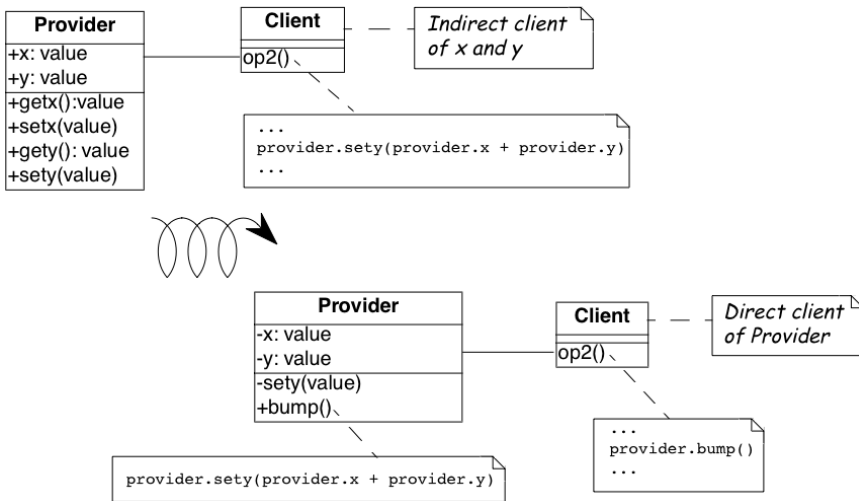 Provider
+x: value
+y: value
+getx():value
+setx(value)
+gety(): value
+sety(value)
Client
op2()
Indirect client
of x and y
...
provider.sety(provider.x + provider.y)
...
Provider
-x: value
-y: value
-sety(value)
+bump()
Client
op2()
Direct client
of Provider
...
provider.bump()
...
provider.sety(provider.x + provider.y)